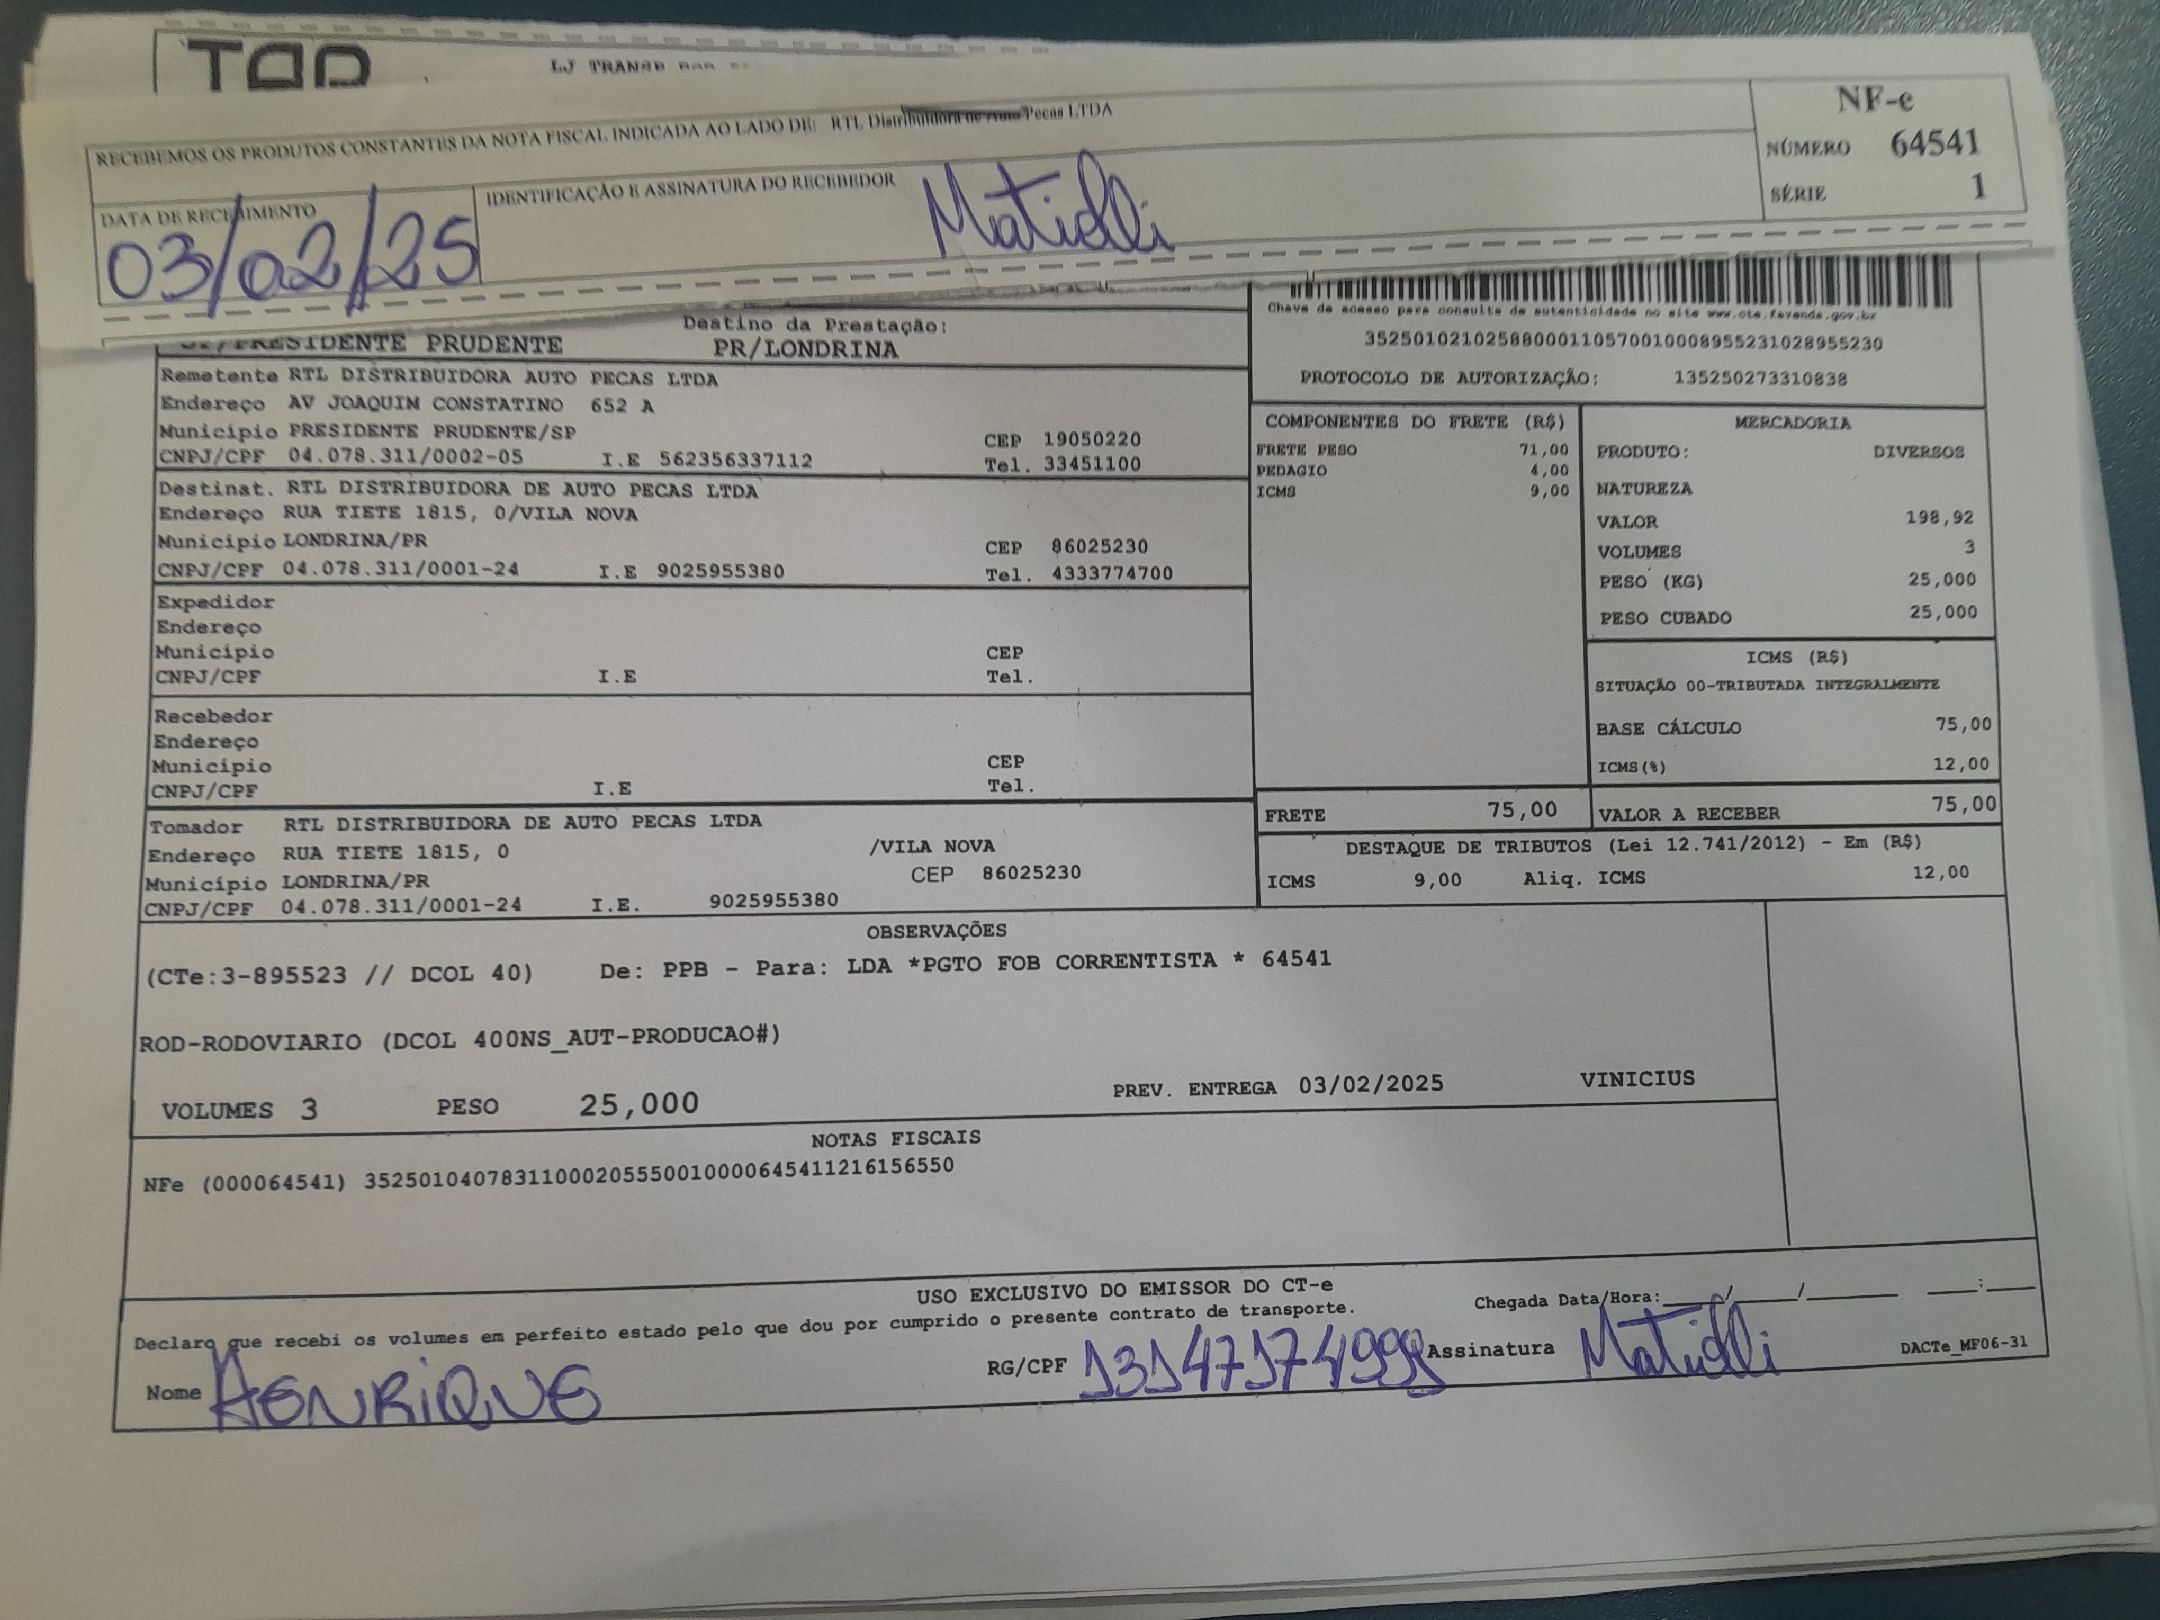 LJ TRANSP
RECEBEMOS OS PRODUTOS CONSTANTES DA NOTA FISCAL INDICADA AO LADO DE: RTL Distribuidora de Auto Pecas LTDA
NF-e
NÚMERO 64541
SÉRIE 1
DATA DE RECEBIMENTO
IDENTIFICAÇÃO E ASSINATURA DO RECEBEDOR
03/02/25
Matielli
Chave de acesso para consulta de autenticidade no site www.cte.fazenda.gov.br
PRESIDENTE PRUDENTE
Destino da Prestação:
PR/LONDRINA
35250102102588000110570010008955231028955230
PROTOCOLO DE AUTORIZAÇÃO: 135250273310838
Remetente RTL DISTRIBUIDORA AUTO PECAS LTDA
Endereço AV JOAQUIM CONSTATINO 652 A
Município PRESIDENTE PRUDENTE/SP CEP 19050220
CNPJ/CPF 04.078.311/0002-05 I.E 562356337112 Tel. 33451100
Destinat. RTL DISTRIBUIDORA DE AUTO PECAS LTDA
Endereço RUA TIETE 1815, 0/VILA NOVA
Município LONDRINA/PR CEP 86025230
CNPJ/CPF 04.078.311/0001-24 I.E 9025955380 Tel. 4333774700
Expedidor
Endereço
Município CEP
CNPJ/CPF I.E Tel.
Recebedor
Endereço
Município CEP
CNPJ/CPF I.E Tel.
Tomador RTL DISTRIBUIDORA DE AUTO PECAS LTDA
Endereço RUA TIETE 1815, 0 /VILA NOVA
Município LONDRINA/PR CEP 86025230
CNPJ/CPF 04.078.311/0001-24 I.E. 9025955380
COMPONENTES DO FRETE (R$)
FRETE PESO 71,00
PEDAGIO 4,00
ICMS 9,00
MERCADORIA
PRODUTO: DIVERSOS
NATUREZA
VALOR 198,92
VOLUMES 3
PESO (KG) 25,000
PESO CUBADO 25,000
ICMS (R$)
SITUAÇÃO 00-TRIBUTADA INTEGRALMENTE
BASE CÁLCULO 75,00
ICMS(%) 12,00
FRETE 75,00 VALOR A RECEBER 75,00
DESTAQUE DE TRIBUTOS (Lei 12.741/2012) - Em (R$)
ICMS 9,00 Aliq. ICMS 12,00
OBSERVAÇÕES
(CTe:3-895523 // DCOL 40) De: PPB - Para: LDA *PGTO FOB CORRENTISTA * 64541
ROD-RODOVIARIO (DCOL 400NS_AUT-PRODUCAO#)
VOLUMES 3 PESO 25,000 PREV. ENTREGA 03/02/2025 VINICIUS
NOTAS FISCAIS
NFe (000064541) 35250104078311000205550010000645411216156550
USO EXCLUSIVO DO EMISSOR DO CT-e
Declaro que recebi os volumes em perfeito estado pelo que dou por cumprido o presente contrato de transporte.
Chegada Data/Hora:____/____/______ ___:___
Nome HENRIQUE RG/CPF 13147174998 Assinatura Matielli
DACTe_MF06-31